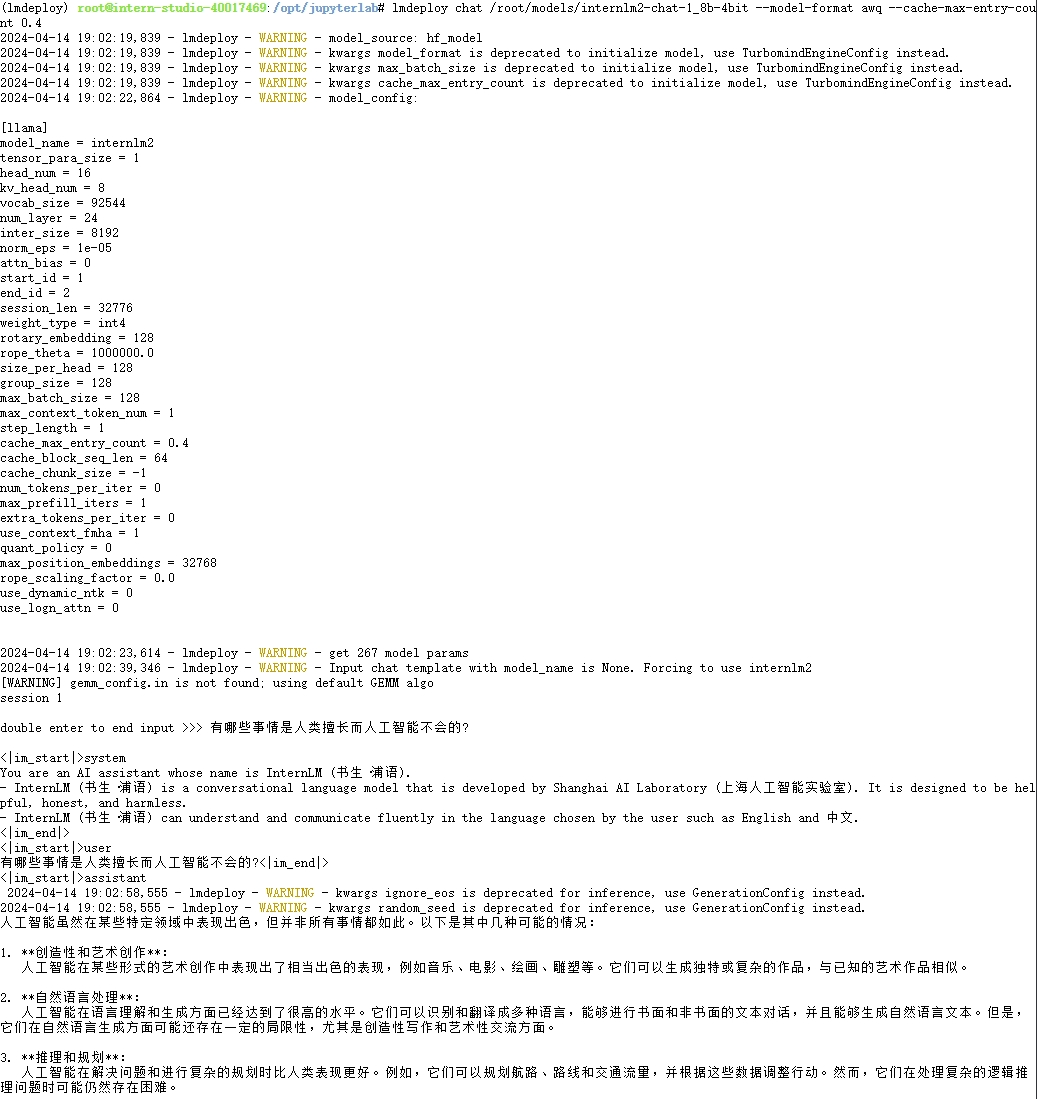 (lmdeploy) root@intern-studio-40017469:/opt/jupyterlab# lmdeploy chat /root/models/internlm2-chat-1_8b-4bit --model-format awq --cache-max-entry-cou
nt 0.4
2024-04-14 19:02:19,839 - lmdeploy - WARNING - model_source: hf_model
2024-04-14 19:02:19,839 - lmdeploy - WARNING - kwargs model_format is deprecated to initialize model, use TurbomindEngineConfig instead.
2024-04-14 19:02:19,839 - lmdeploy - WARNING - kwargs max_batch_size is deprecated to initialize model, use TurbomindEngineConfig instead.
2024-04-14 19:02:19,839 - lmdeploy - WARNING - kwargs cache_max_entry_count is deprecated to initialize model, use TurbomindEngineConfig instead.
2024-04-14 19:02:22,864 - lmdeploy - WARNING - model_config:
[llama]
model_name = internlm2
tensor_para_size = 1
head_num = 16
kv_head_num = 8
vocab_size = 92544
num_layer = 24
inter_size = 8192
norm_eps = 1e-05
attn_bias = 0
start_id = 1
end_id = 2
session_len = 32776
weight_type = int4
rotary_embedding = 128
rope_theta = 1000000.0
size_per_head = 128
group_size = 128
max_batch_size = 128
max_context_token_num = 1
step_length = 1
cache_max_entry_count = 0.4
cache_block_seq_len = 64
cache_chunk_size = -1
num_tokens_per_iter = 0
max_prefill_iters = 1
extra_tokens_per_iter = 0
use_context_fmha = 1
quant_policy = 0
max_position_embeddings = 32768
rope_scaling_factor = 0.0
use_dynamic_ntk = 0
use_logn_attn = 0
2024-04-14 19:02:23,614 - lmdeploy - WARNING - get 267 model params
2024-04-14 19:02:39,346 - lmdeploy - WARNING - Input chat template with model_name is None. Forcing to use internlm2
[WARNING] gemm_config.in is not found; using default GEMM algo
session 1
double enter to end input >>> 有哪些事情是人类擅长而人工智能不会的?
<|im_start|>system
You are an AI assistant whose name is InternLM (书生·浦语).
- InternLM (书生·浦语) is a conversational language model that is developed by Shanghai AI Laboratory (上海人工智能实验室). It is designed to be hel
pful, honest, and harmless.
- InternLM (书生·浦语) can understand and communicate fluently in the language chosen by the user such as English and 中文.
<|im_end|>
<|im_start|>user
有哪些事情是人类擅长而人工智能不会的?<|im_end|>
<|im_start|>assistant
2024-04-14 19:02:58,555 - lmdeploy - WARNING - kwargs ignore_eos is deprecated for inference, use GenerationConfig instead.
2024-04-14 19:02:58,555 - lmdeploy - WARNING - kwargs random_seed is deprecated for inference, use GenerationConfig instead.
人工智能虽然在某些特定领域中表现出色，但并非所有事情都如此。以下是其中几种可能的情况：
1. **创造性和艺术创作**：
人工智能在某些形式的艺术创作中表现出了相当出色的表现，例如音乐、电影、绘画、雕塑等。它们可以生成独特或复杂的作品，与已知的艺术作品相似。
2. **自然语言处理**：
人工智能在语言理解和生成方面已经达到了很高的水平。它们可以识别和翻译成多种语言，能够进行书面和非书面的文本对话，并且能够生成自然语言文本。但是，
它们在自然语言生成方面可能还存在一定的局限性，尤其是创造性写作和艺术性交流方面。
3. **推理和规划**：
人工智能在解决问题和进行复杂的规划时比人类表现更好。例如，它们可以规划航路、路线和交通流量，并根据这些数据调整行动。然而，它们在处理复杂的逻辑推
理问题时可能仍然存在困难。